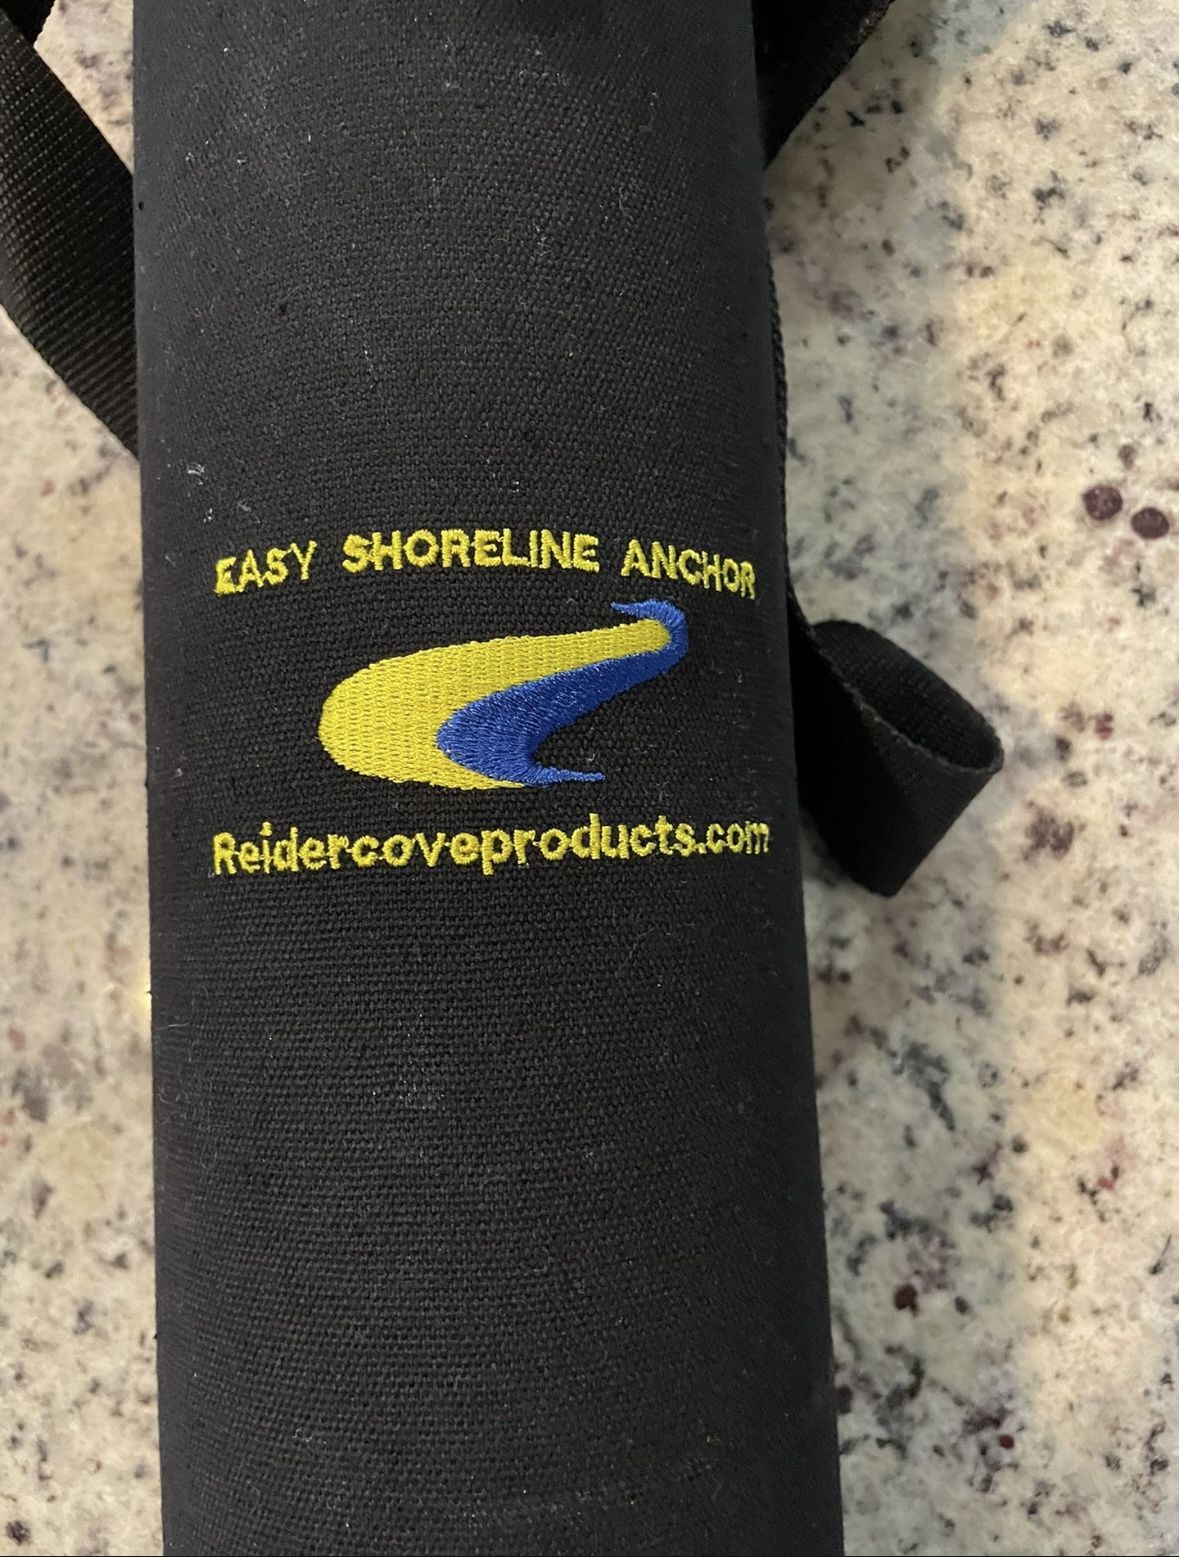 EASY SHORELINE ANCHOR
Reidercoveproducts.com